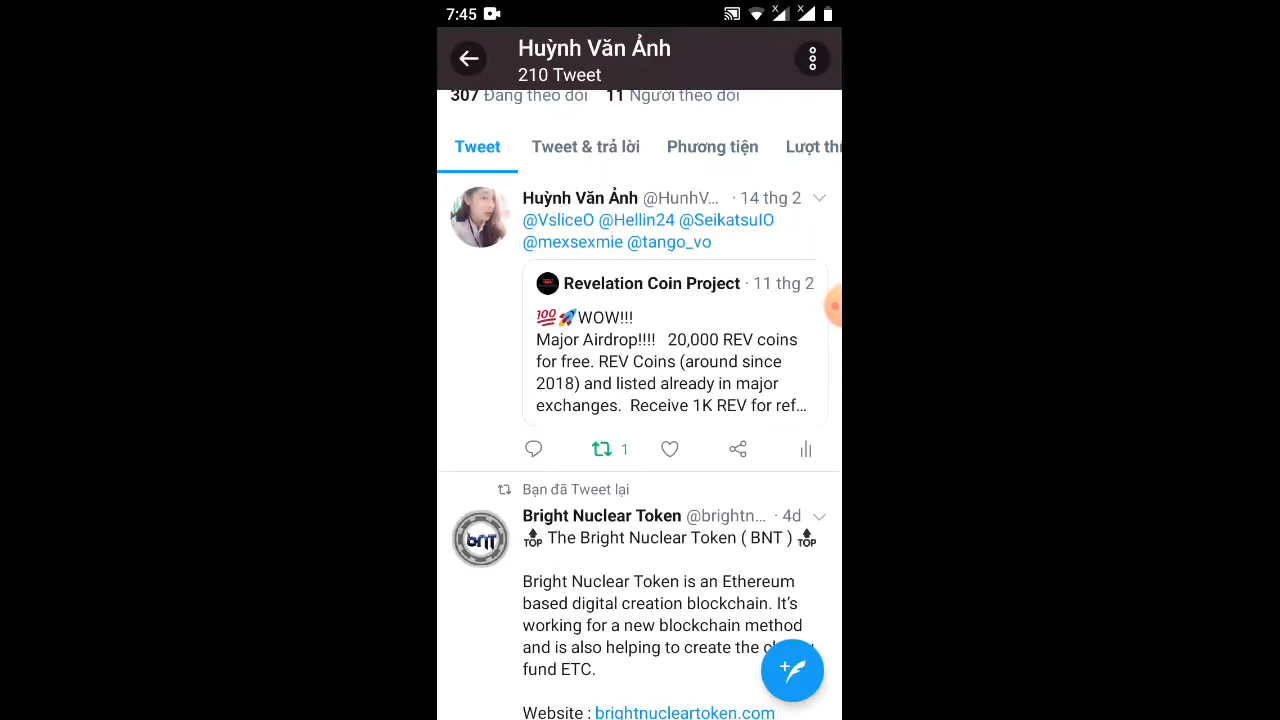 7:45
Huỳnh Văn Ảnh
210 Tweet
307 Đang theo dõi 11 Người theo dõi
Tweet Tweet & trả lời Phương tiện Lượt thí
Huỳnh Văn Ảnh @HunhV... · 14 thg 2
@VsliceO @Hellin24 @SeikatsuIO
@mexsexmie @tango_vo
Revelation Coin Project · 11 thg 2
💯🚀WOW!!!
Major Airdrop!!!! 20,000 REV coins
for free. REV Coins (around since
2018) and listed already in major
exchanges. Receive 1K REV for ref...
1
Bạn đã Tweet lại
Bright Nuclear Token @brightn... · 4d
bnt
🔝 The Bright Nuclear Token ( BNT ) 🔝
Bright Nuclear Token is an Ethereum
based digital creation blockchain. It's
working for a new blockchain method
and is also helping to create the
fund ETC.
Website : brightnucleartoken.com